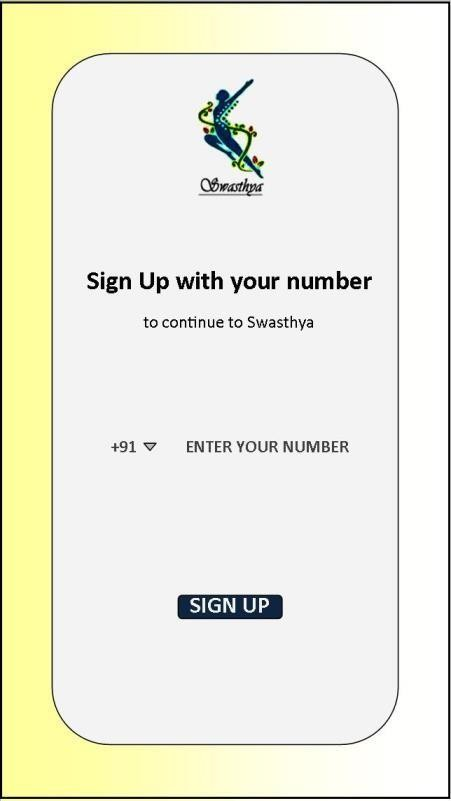 Swasthya
Sign Up with your number
to continue to Swasthya
+91 ENTER YOUR NUMBER
SIGN UP